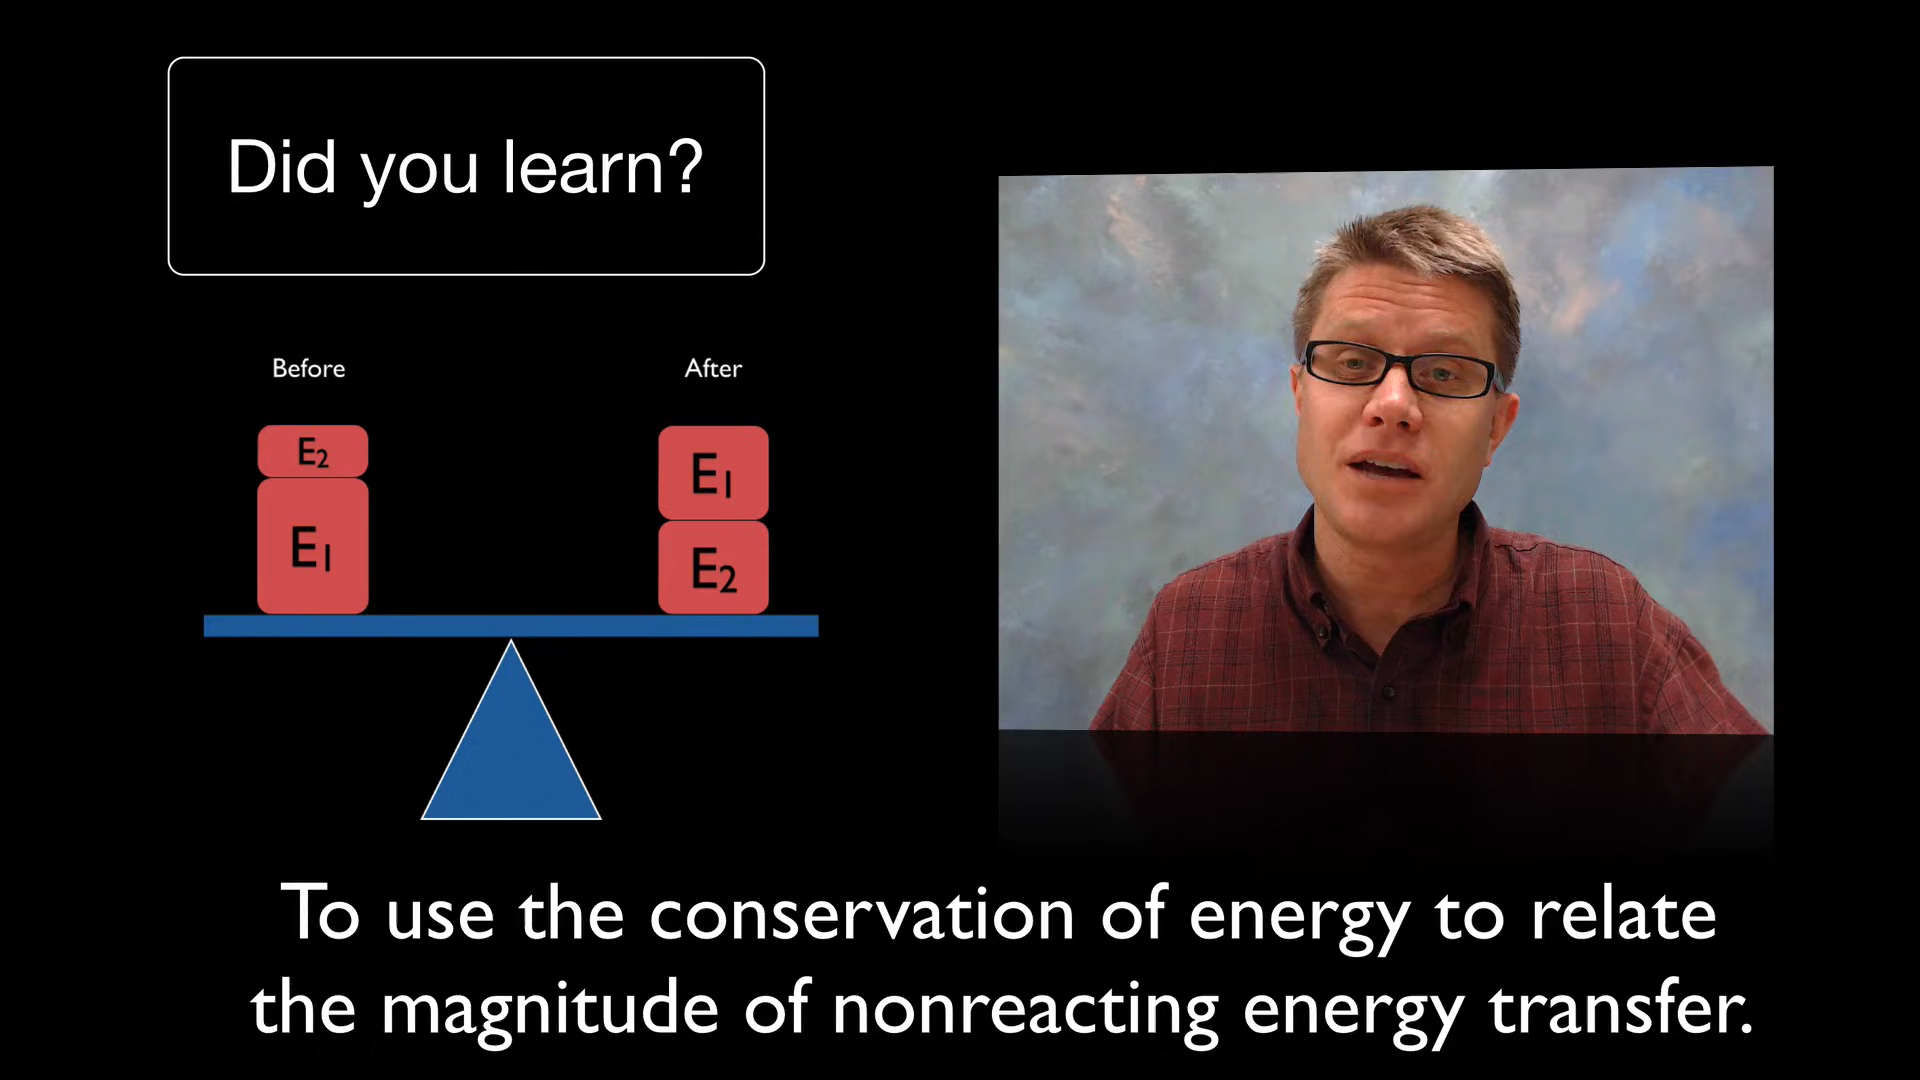 Did you learn?
Before
After
E2
E1
E1
E2
To use the conservation of energy to relate
the magnitude of nonreacting energy transfer.